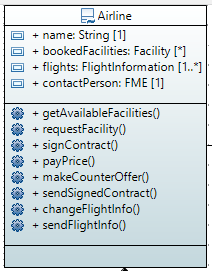 Airline
+ name: String [1]
+ bookedFacilities: Facility [*]
+ flights: FlightInformation [1..*]
+ contactPerson: FME [1]
+ getAvailableFacilities()
+ requestFacility()
+ signContract()
+ payPrice()
+ makeCounterOffer()
+ sendSignedContract()
+ changeFlightInfo()
+ sendFlightInfo()